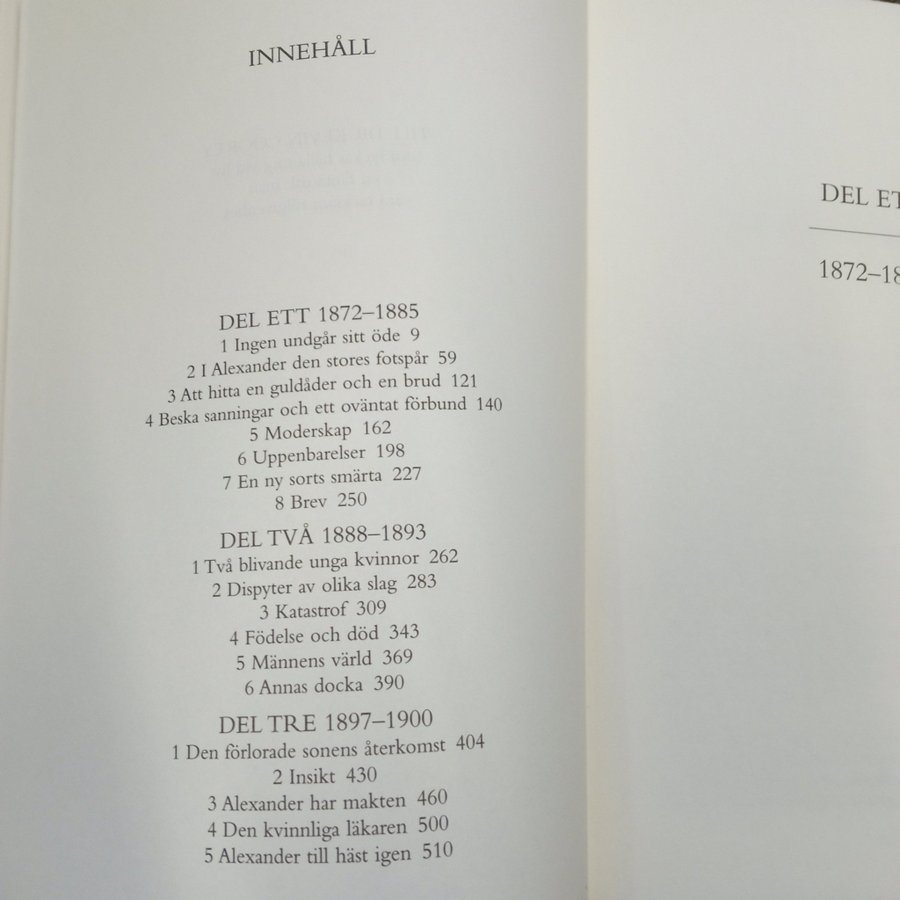 INNEHÅLL
DEL ETT 1872–1885
1 Ingen undgår sitt öde 9
2 I Alexander den stores fotspår 59
3 Att hitta en guldåder och en brud 121
4 Beska sanningar och ett oväntat förbund 140
5 Moderskap 162
6 Uppenbarelser 198
7 En ny sorts smärta 227
8 Brev 250
DEL TVÅ 1888–1893
1 Två blivande unga kvinnor 262
2 Dispyter av olika slag 283
3 Katastrof 309
4 Födelse och död 343
5 Männens värld 369
6 Annas docka 390
DEL TRE 1897–1900
1 Den förlorade sonens återkomst 404
2 Insikt 430
3 Alexander har makten 460
4 Den kvinnliga läkaren 500
5 Alexander till häst igen 510
DEL ET
1872–18